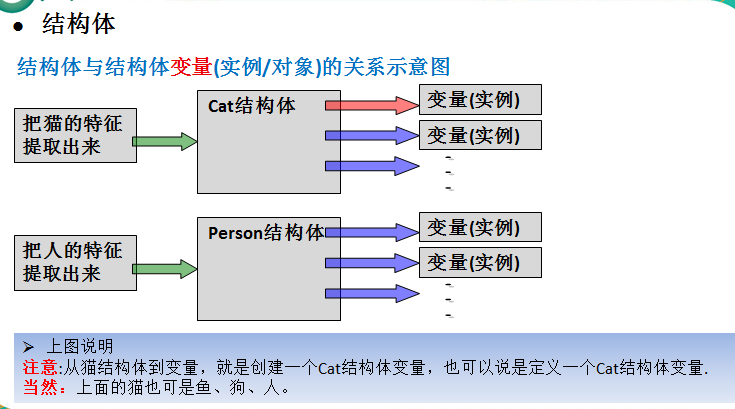 ● 结构体
结构体与结构体变量(实例/对象)的关系示意图
把猫的特征
提取出来
Cat结构体
变量(实例)
变量(实例)
把人的特征
提取出来
Person结构体
变量(实例)
变量(实例)
➢ 上图说明
注意:从猫结构体到变量，就是创建一个Cat结构体变量，也可以说是定义一个Cat结构体变量.
当然：上面的猫也可是鱼、狗、人。